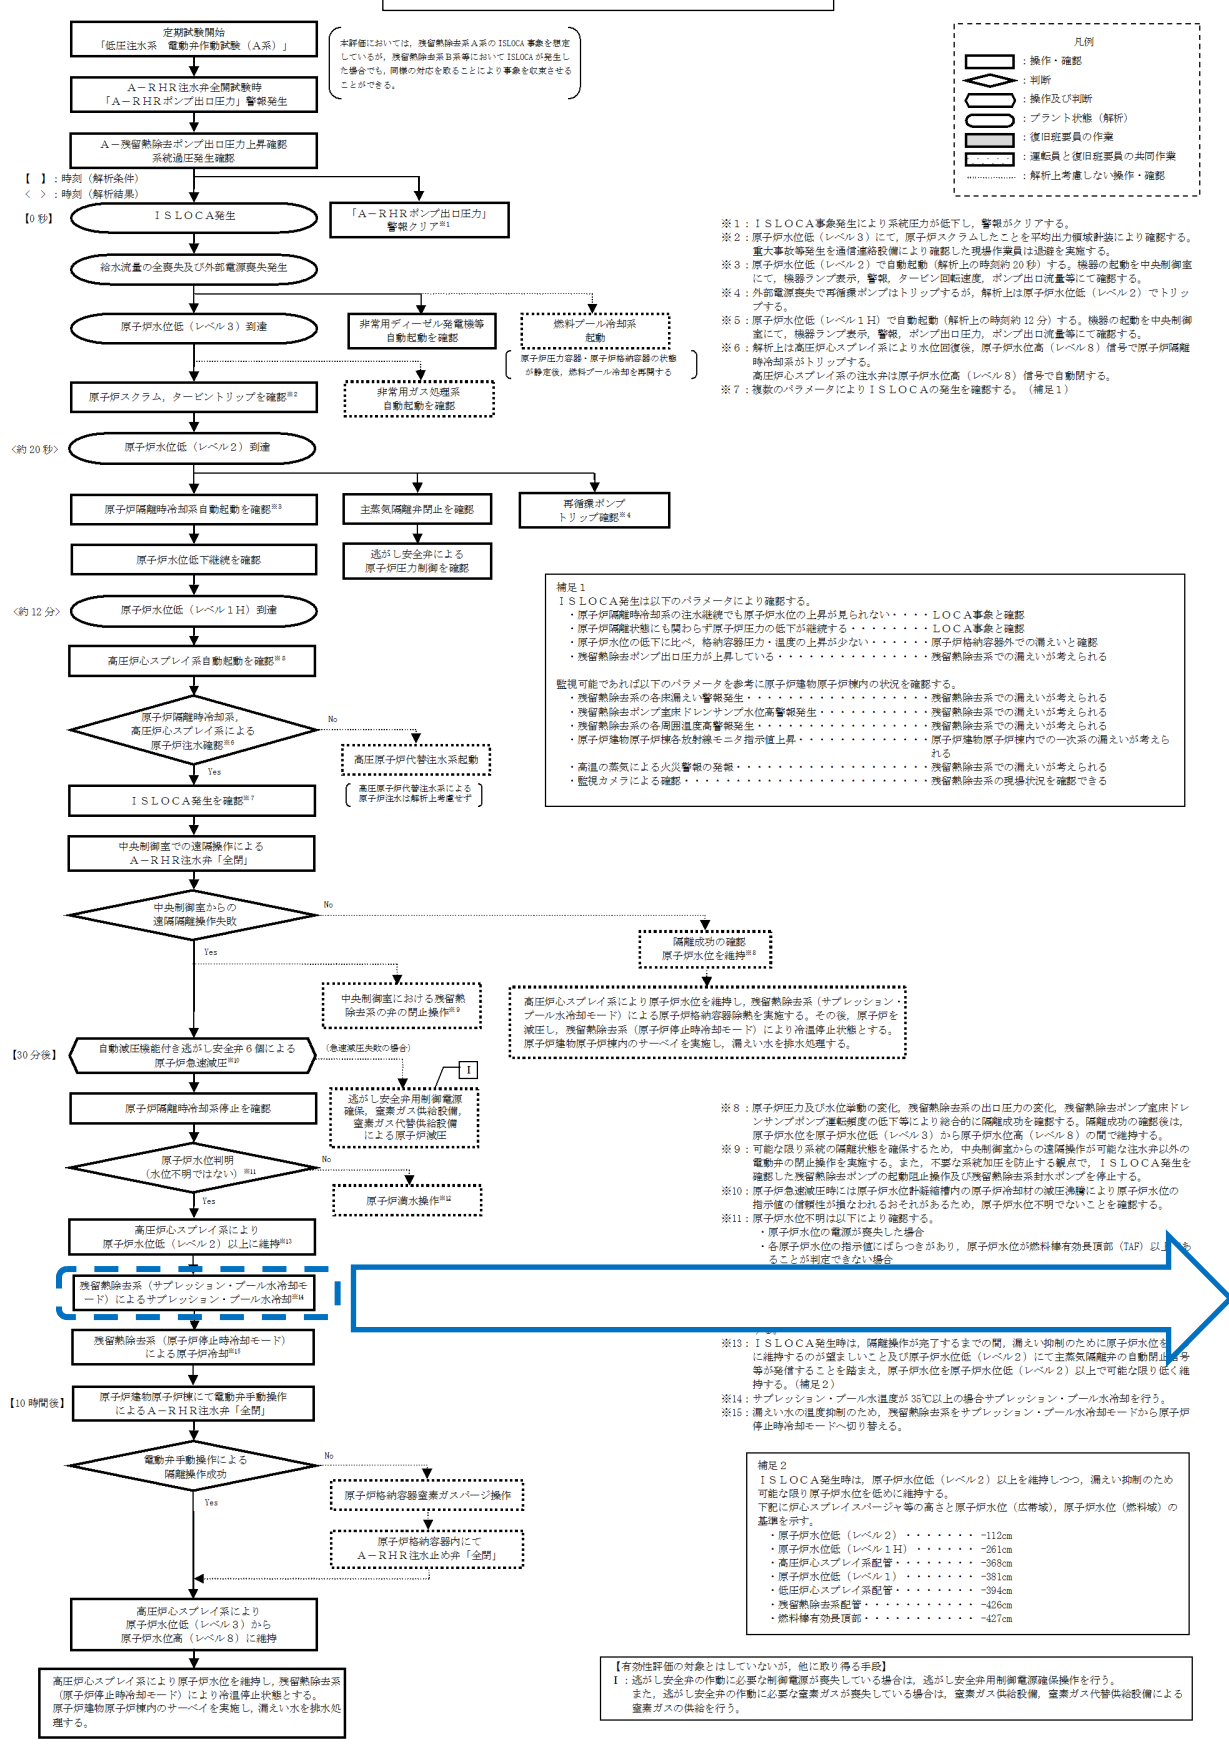 定期試験開始
「低圧注水系　電動弁作動試験（A系）」
A－RHR注水弁全開試験時
「A－RHRポンプ出口圧力」警報発生
A－残留熱除去ポンプ出口圧力上昇確認
系統過圧発生確認
本評価においては，残留熱除去系A系のISLOCA事象を想定
しているが，残留熱除去系B系等においてISLOCAが発生し
た場合でも，同様の対応を取ることにより事象を収束させる
ことができる。
凡例
：操作・確認
：判断
：操作及び判断
：プラント状態（解析）
：復旧班要員の作業
：運転員と復旧班要員の共同作業
：解析上考慮しない操作・確認
【　】：時刻（解析条件）
＜　＞：時刻（解析結果）
【0秒】
ISLOCA発生
「A－RHRポンプ出口圧力」
警報クリア※1
給水流量の全喪失及び外部電源喪失発生
原子炉水位低（レベル3）到達
非常用ディーゼル発電機等
自動起動を確認
燃料プール冷却系
起動
原子炉圧力容器・原子炉格納容器の状態
が静定後，燃料プール冷却を再開する
非常用ガス処理系
自動起動を確認
原子炉スクラム，タービントリップを確認※2
＜約20秒＞
原子炉水位低（レベル2）到達
原子炉隔離時冷却系自動起動を確認※3
主蒸気隔離弁閉止を確認
再循環ポンプ
トリップ確認※4
原子炉水位低下継続を確認
逃がし安全弁による
原子炉圧力制御を確認
＜約12分＞
原子炉水位低（レベル1H）到達
高圧炉心スプレイ系自動起動を確認※5
原子炉隔離時冷却系，
高圧炉心スプレイ系による
原子炉注水確認※6
No
Yes
高圧原子炉代替注水系起動
高圧原子炉代替注水系による
原子炉注水は解析上考慮せず
ISLOCA発生を確認※7
中央制御室での遠隔操作による
A－RHR注水弁「全閉」
中央制御室からの
遠隔隔離操作失敗
No
Yes
隔離成功の確認
原子炉水位を維持※8
中央制御室における残留熱
除去系の弁の閉止操作※9
高圧炉心スプレイ系により原子炉水位を維持し，残留熱除去系（サプレッション・
プール水冷却モード）による原子炉格納容器除熱を実施する。その後，原子炉を
減圧し，残留熱除去系（原子炉停止時冷却モード）により冷温停止状態とする。
原子炉建物原子炉棟内のサーベイを実施し，漏えい水を排水処理する。
【30分後】
自動減圧機能付き逃がし安全弁6個による
原子炉急速減圧※10
（急速減圧失敗の場合）
I
逃がし安全弁用制御電源
確保，窒素ガス供給設備，
窒素ガス代替供給設備
による原子炉減圧
原子炉隔離時冷却系停止を確認
原子炉水位判明
（水位不明ではない）※11
No
Yes
原子炉満水操作※12
高圧炉心スプレイ系により
原子炉水位低（レベル2）以上に維持※13
残留熱除去系（サプレッション・プール水冷却モ
ード）によるサプレッション・プール水冷却※14
残留熱除去系（原子炉停止時冷却モード）
による原子炉冷却※15
【10時間後】
原子炉建物原子炉棟にて電動弁手動操作
によるA－RHR注水弁「全閉」
電動弁手動操作による
隔離操作成功
No
Yes
原子炉格納容器窒素ガスパージ操作
原子炉格納容器内にて
A－RHR注水止め弁「全閉」
高圧炉心スプレイ系により
原子炉水位低（レベル3）から
原子炉水位高（レベル8）に維持
高圧炉心スプレイ系により原子炉水位を維持し，残留熱除去系
（原子炉停止時冷却モード）により冷温停止状態とする。
原子炉建物原子炉棟内のサーベイを実施し，漏えい水を排水処
理する。
※1：ISLOCA事象発生により系統圧力が低下し，警報がクリアする。
※2：原子炉水位低（レベル3）にて，原子炉スクラムしたことを平均出力領域計装により確認する。
重大事故等発生を通信連絡設備により確認した現場作業員は退避を実施する。
※3：原子炉水位低（レベル2）で自動起動（解析上の時刻約20秒）する。機器の起動を中央制御室
にて，機器ランプ表示，警報，タービン回転速度，ポンプ出口流量等にて確認する。
※4：外部電源喪失で再循環ポンプはトリップするが，解析上は原子炉水位低（レベル2）でトリッ
プする。
※5：原子炉水位低（レベル1H）で自動起動（解析上の時刻約12分）する。機器の起動を中央制御
室にて，機器ランプ表示，警報，ポンプ出口圧力，ポンプ出口流量等にて確認する。
※6：解析上は高圧炉心スプレイ系により水位回復後，原子炉水位高（レベル8）信号で原子炉隔離
時冷却系がトリップする。
高圧炉心スプレイ系の注水弁は原子炉水位高（レベル8）信号で自動閉する。
※7：複数のパラメータによりISLOCAの発生を確認する。（補足1）
補足1
ISLOCA発生は以下のパラメータにより確認する。
・原子炉隔離時冷却系の注水継続でも原子炉水位の上昇が見られない・・・・LOCA事象と確認
・原子炉隔離状態にも関わらず原子炉圧力の低下が継続する・・・・・・・・LOCA事象と確認
・原子炉水位の低下に比べ，格納容器圧力・温度の上昇が少ない・・・・・・原子炉格納容器外での漏えいと確認
・残留熱除去ポンプ出口圧力が上昇している・・・・・・・・・・・・・・・残留熱除去系での漏えいが考えられる
監視可能であれば以下のパラメータを参考に原子炉建物原子炉棟内の状況を確認する。
・残留熱除去系の各床漏えい警報発生・・・・・・・・・・・・・・・・・・残留熱除去系での漏えいが考えられる
・残留熱除去ポンプ室床ドレンサンプ水位高警報発生・・・・・・・・・・・残留熱除去系での漏えいが考えられる
・残留熱除去系の各周囲温度高警報発生・・・・・・・・・・・・・・・・・残留熱除去系での漏えいが考えられる
・原子炉建物原子炉棟各放射線モニタ指示値上昇・・・・・・・・・・・・・原子炉建物原子炉棟内での一次系の漏えいが考えら
れる
・高温の蒸気による火災警報の発報・・・・・・・・・・・・・・・・・・・残留熱除去系での漏えいが考えられる
・監視カメラによる確認・・・・・・・・・・・・・・・・・・・・・・・・残留熱除去系の現場状況を確認できる
※8：原子炉圧力及び水位挙動の変化，残留熱除去系の出口圧力の変化，残留熱除去ポンプ室床ドレ
ンサンプポンプ運転頻度の低下等により総合的に隔離成功を確認する。隔離成功の確認後は，
原子炉水位を原子炉水位低（レベル3）から原子炉水位高（レベル8）の間で維持する。
※9：可能な限り系統の隔離状態を確保するため，中央制御室からの遠隔操作が可能な注水弁以外の
電動弁の閉止操作を実施する。また，不要な系統加圧を防止する観点で，ISLOCA発生を
確認した残留熱除去ポンプの起動阻止操作及び残留熱除去系封水ポンプを停止する。
※10：原子炉急速減圧時には原子炉水位計凝縮槽内の原子炉冷却材の減圧沸騰により原子炉水位の
指示値の信頼性が損なわれるおそれがあるため，原子炉水位不明でないことを確認する。
※11：原子炉水位不明は以下により確認する。
・原子炉水位の電源が喪失した場合
・各原子炉水位の指示値にばらつきがあり，原子炉水位が燃料棒有効長頂部（TAF）以上あ
ることが判定できない場合
※13：ISLOCA発生時は，隔離操作が完了するまでの間，漏えい抑制のために原子炉水位を
に維持するのが望ましいこと及び原子炉水位低（レベル2）にて主蒸気隔離弁の自動閉止信号
等が発信することを踏まえ，原子炉水位を原子炉水位低（レベル2）以上で可能な限り低く維
持する。（補足2）
※14：サプレッション・プール水温度が35℃以上の場合サプレッション・プール水冷却を行う。
※15：漏えい水の温度抑制のため，残留熱除去系をサプレッション・プール水冷却モードから原子炉
停止時冷却モードへ切り替える。
補足2
ISLOCA発生時は，原子炉水位低（レベル2）以上を維持しつつ，漏えい抑制のため
可能な限り原子炉水位を低めに維持する。
下記に炉心スプレイスパージャ等の高さと原子炉水位（広帯域），原子炉水位（燃料域）の
基準を示す。
・原子炉水位低（レベル2）・・・・・・・ -112cm
・原子炉水位低（レベル1H）・・・・・・ -261cm
・高圧炉心スプレイ系配管・・・・・・・・ -368cm
・原子炉水位低（レベル1）・・・・・・・ -381cm
・低圧炉心スプレイ系配管・・・・・・・・ -394cm
・残留熱除去系配管・・・・・・・・・・・ -426cm
・燃料棒有効長頂部・・・・・・・・・・・ -427cm
【有効性評価の対象とはしていないが，他に取り得る手段】
I：逃がし安全弁の作動に必要な制御電源が喪失している場合は，逃がし安全弁用制御電源確保操作を行う。
また，逃がし安全弁の作動に必要な窒素ガスが喪失している場合は，窒素ガス供給設備，窒素ガス代替供給設備による
窒素ガスの供給を行う。